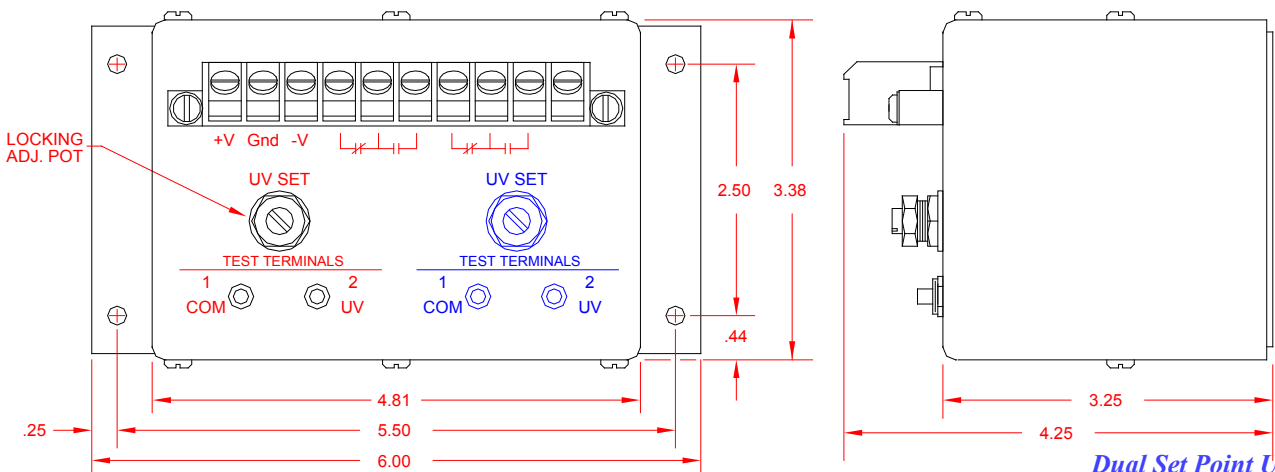 +V Gnd -V
LOCKING
ADJ. POT
UV SET
UV SET
TEST TERMINALS
TEST TERMINALS
1
2
COM
UV
1
2
COM
UV
2.50
3.38
.44
4.81
.25
5.50
6.00
3.25
4.25
Dual Set Point U